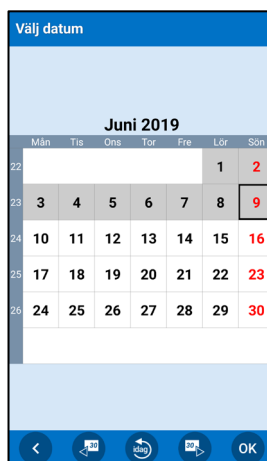 Välj datum
Juni 2019
Mån Tis Ons Tor Fre Lör Sön
22 1 2
23 3 4 5 6 7 8 9
24 10 11 12 13 14 15 16
25 17 18 19 20 21 22 23
26 24 25 26 27 28 29 30
30 idag 30 OK